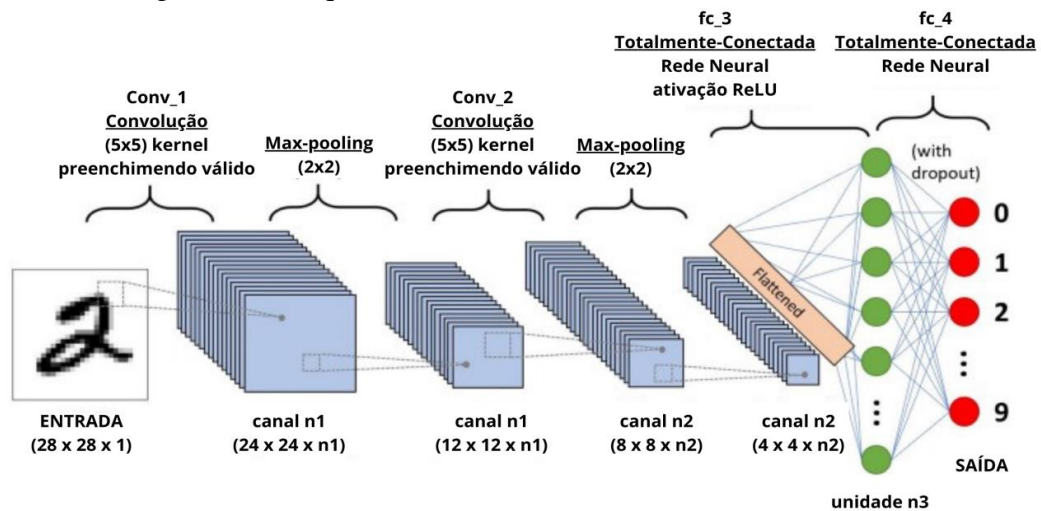 fc_3
Totalmente-Conectada
Rede Neural
ativação ReLU
fc_4
Totalmente-Conectada
Rede Neural
Conv_1
Convolução
(5x5) kernel
preenchimendo válido
Max-pooling
(2x2)
Conv_2
Convolução
(5x5) kernel
preenchimendo válido
Max-pooling
(2x2)
(with
dropout)
Flattened
0
1
2
9
ENTRADA
(28 x 28 x 1)
canal n1
(24 x 24 x n1)
canal n1
(12 x 12 x n1)
canal n2
(8 x 8 x n2)
canal n2
(4 x 4 x n2)
SAÍDA
unidade n3
2